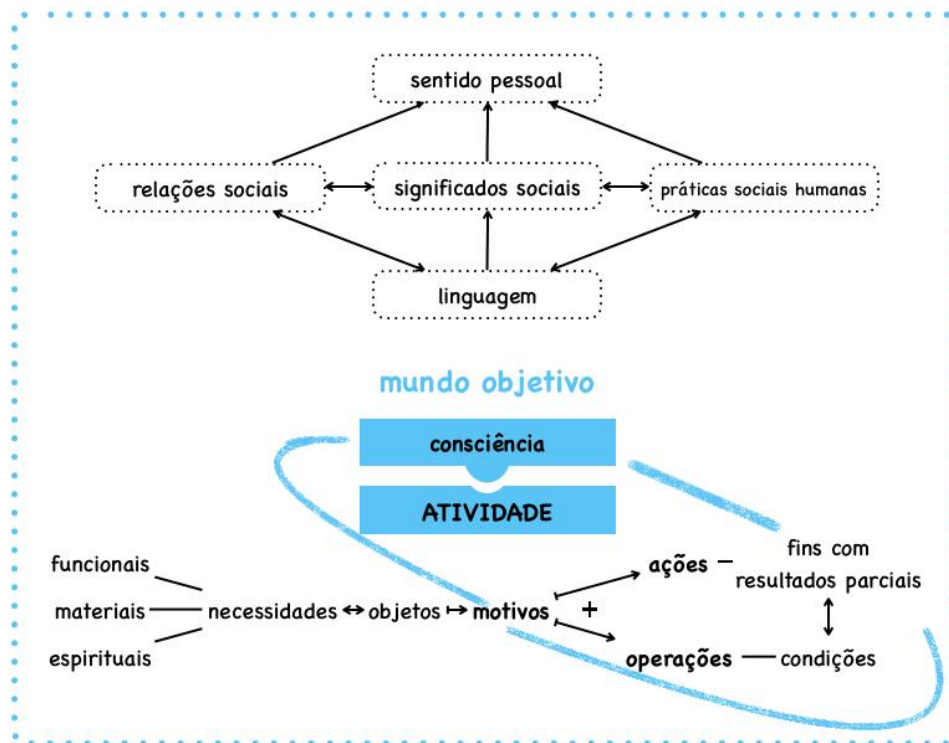 sentido pessoal
relações sociais
significados sociais
práticas sociais humanas
linguagem
mundo objetivo
consciência
ATIVIDADE
funcionais
materiais
espirituais
necessidades
objetos
motivos
+
ações
fins com
resultados parciais
operações
condições